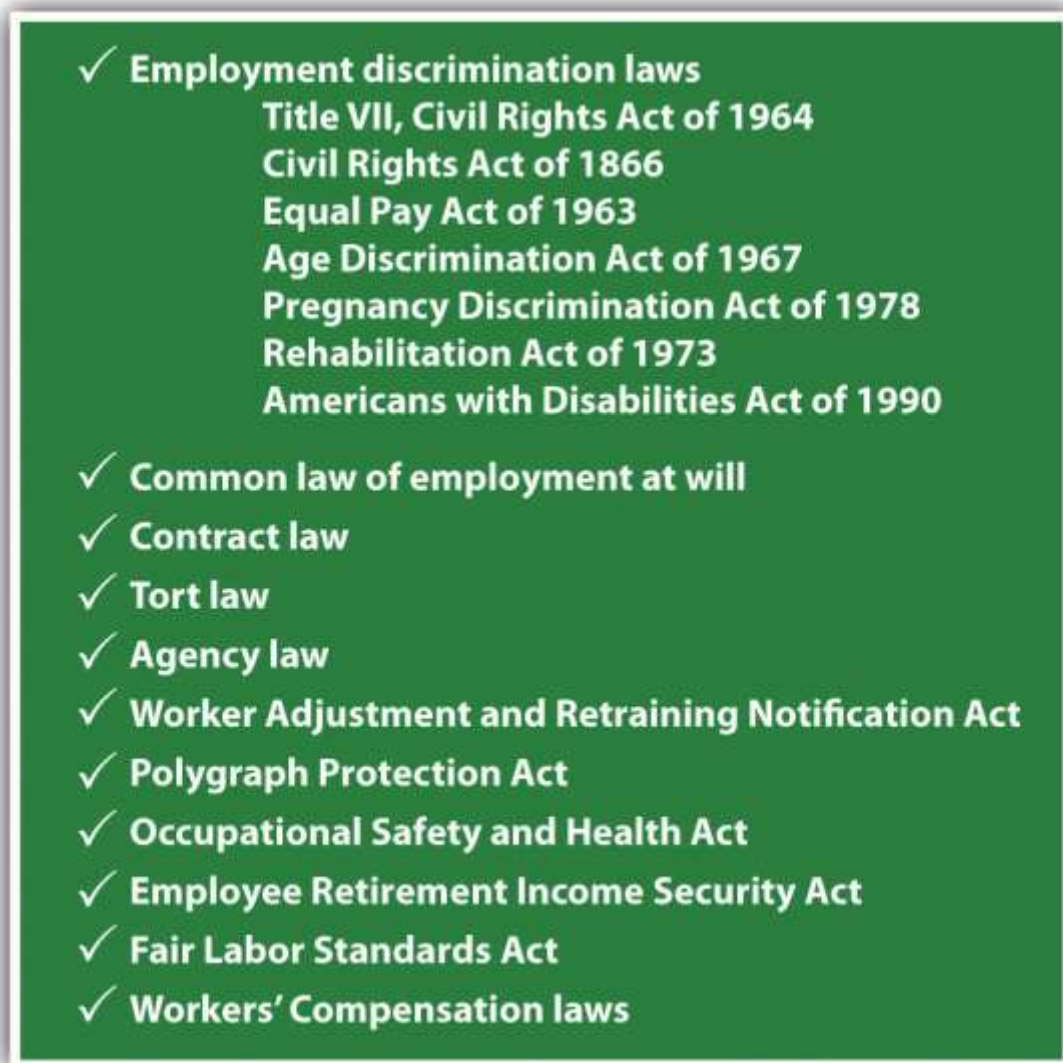 ✓ Employment discrimination laws
Title VII, Civil Rights Act of 1964
Civil Rights Act of 1866
Equal Pay Act of 1963
Age Discrimination Act of 1967
Pregnancy Discrimination Act of 1978
Rehabilitation Act of 1973
Americans with Disabilities Act of 1990
✓ Common law of employment at will
✓ Contract law
✓ Tort law
✓ Agency law
✓ Worker Adjustment and Retraining Notification Act
✓ Polygraph Protection Act
✓ Occupational Safety and Health Act
✓ Employee Retirement Income Security Act
✓ Fair Labor Standards Act
✓ Workers’ Compensation laws